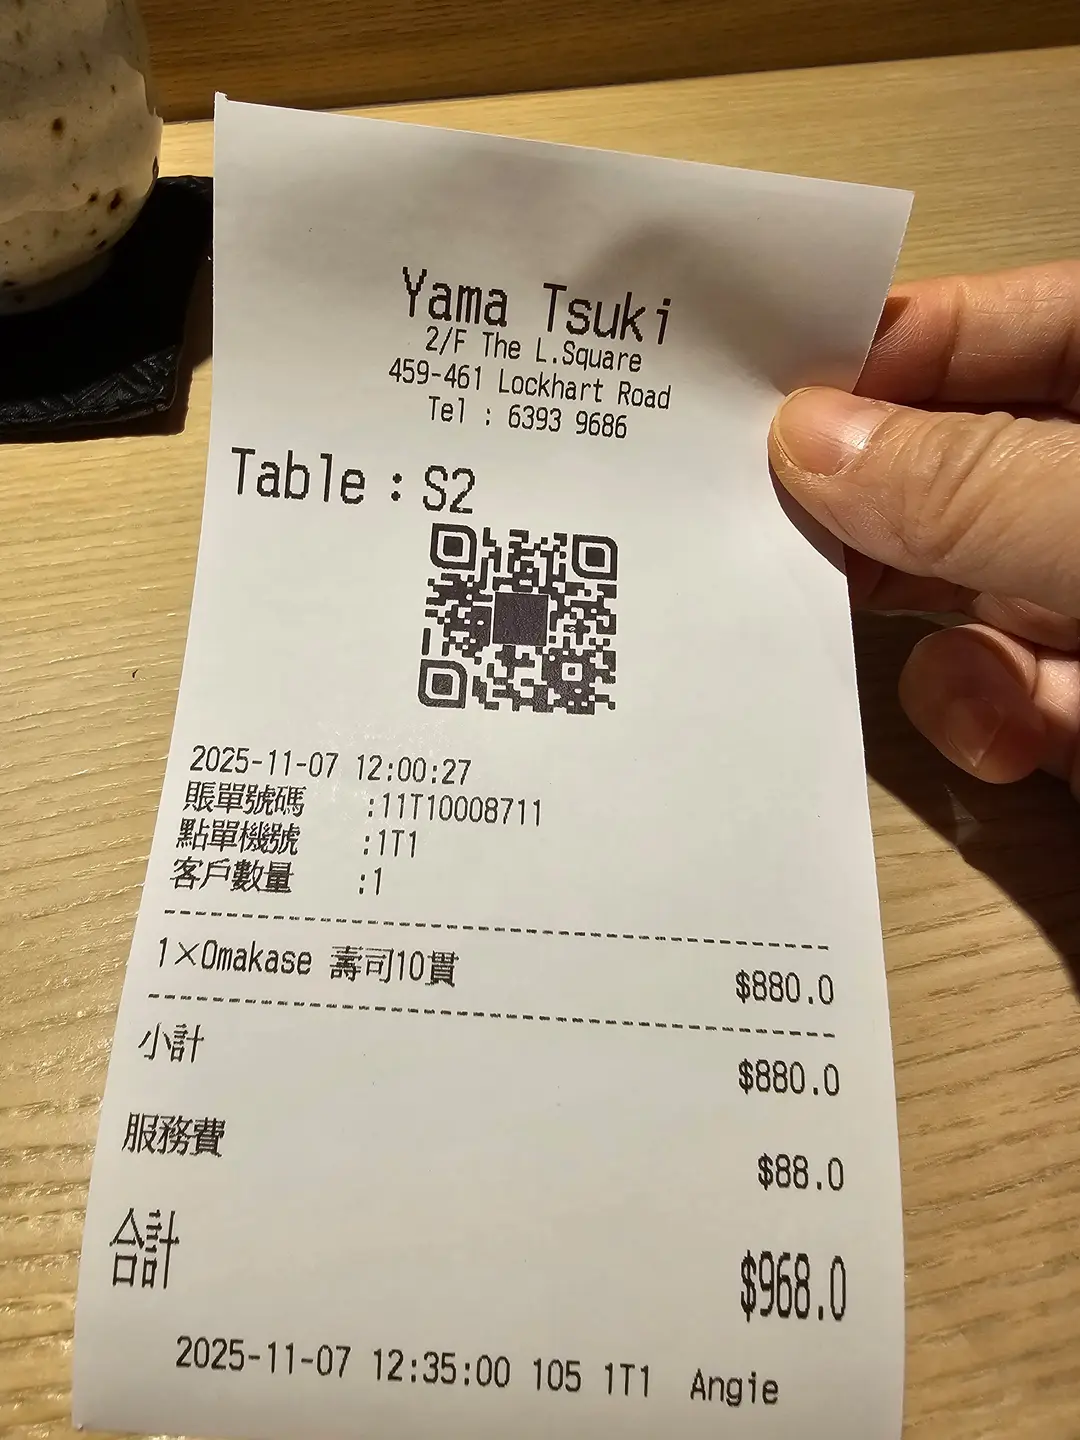 Yama Tsuki
2/F The L.Square
459-461 Lockhart Road
Tel : 6393 9686
Table : S2
2025-11-07 12:00:27
賬單號碼 :11T10008711
點單機號 :1T1
客戶數量 :1
1×Omakase 壽司10貫 $880.0
小計 $880.0
服務費 $88.0
合計 $968.0
2025-11-07 12:35:00 105 1T1 Angie